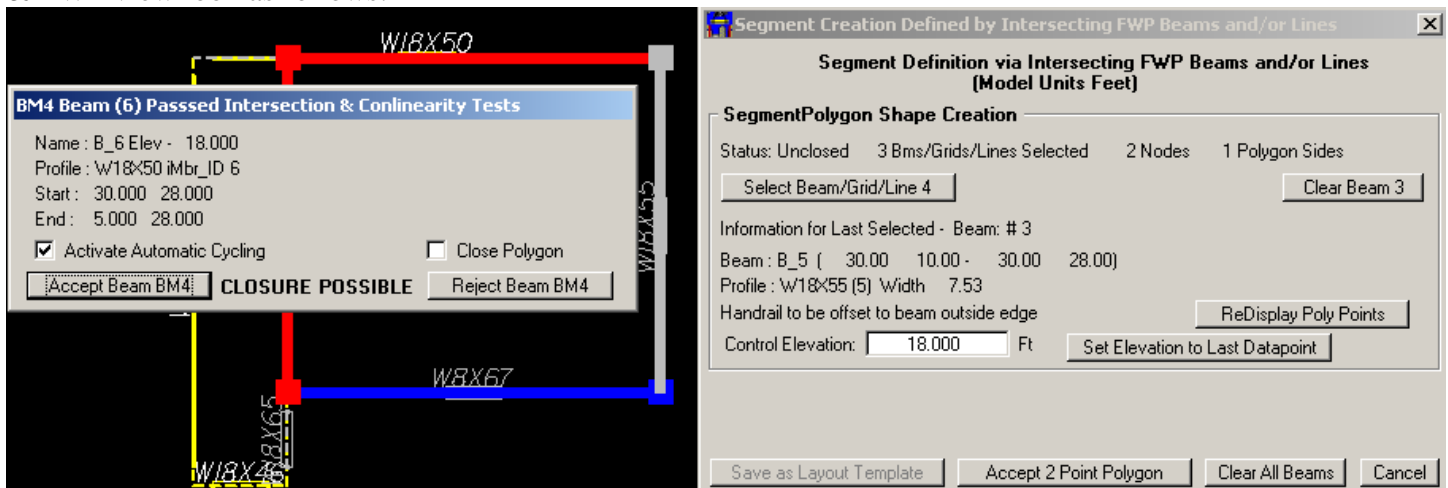 W18X50
BM4 Beam (6) Passsed Intersection & Conlinearity Tests
Name : B_6 Elev - 18.000
Profile : W18X50 iMbr_ID 6
Start : 30.000 28.000
End : 5.000 28.000
Activate Automatic Cycling
Close Polygon
Accept Beam BM4
CLOSURE POSSIBLE
Reject Beam BM4
W18X55
W8X67
W18X46
Segment Creation Defined by Intersecting FWP Beams and/or Lines
Segment Definition via Intersecting FWP Beams and/or Lines
(Model Units Feet)
SegmentPolygon Shape Creation
Status: Unclosed 3 Bms/Grids/Lines Selected 2 Nodes 1 Polygon Sides
Select Beam/Grid/Line 4
Clear Beam 3
Information for Last Selected - Beam: # 3
Beam : B_5 ( 30.00 10.00 - 30.00 28.00)
Profile : W18X55 (5) Width 7.53
Handrail to be offset to beam outside edge
ReDisplay Poly Points
Control Elevation: 18.000 Ft
Set Elevation to Last Datapoint
Save as Layout Template
Accept 2 Point Polygon
Clear All Beams
Cancel